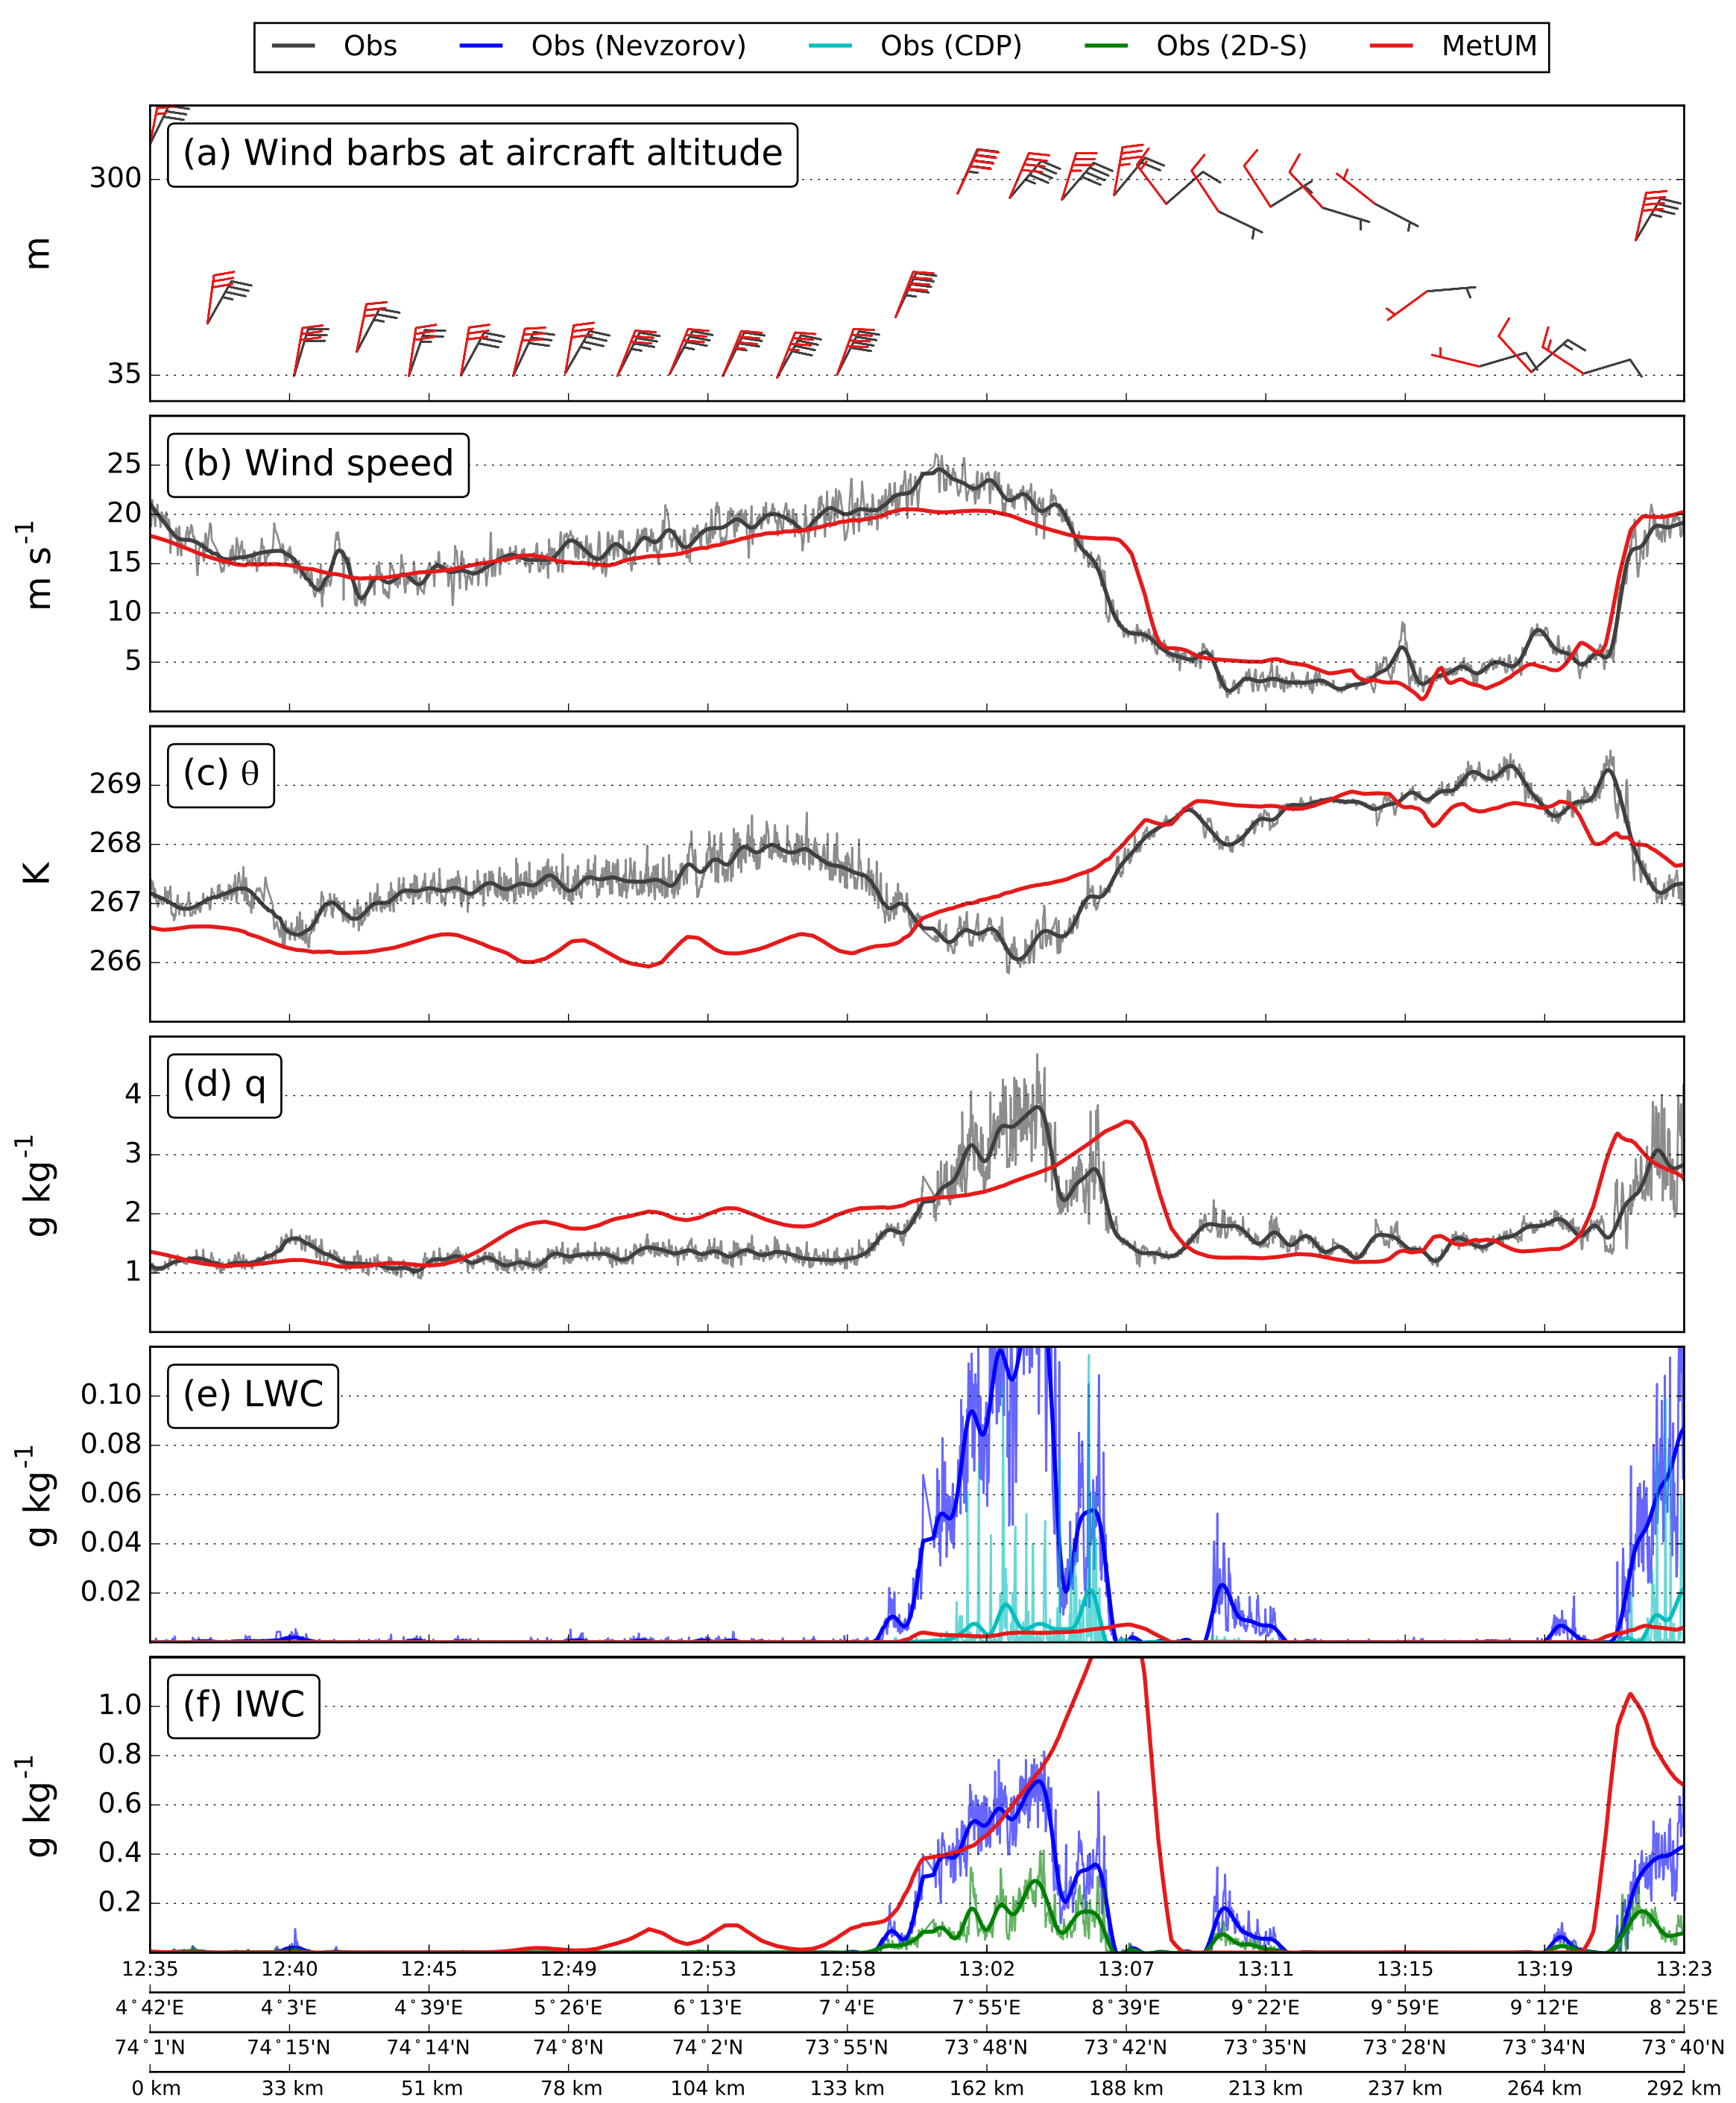 Obs Obs (Nevzorov) Obs (CDP) Obs (2D-S) MetUM
(a) Wind barbs at aircraft altitude
300
m
35
(b) Wind speed
25
20
m s-1
15
10
5
(c) θ
269
268
K
267
266
(d) q
4
3
g kg-1
2
1
(e) LWC
0.10
0.08
g kg-1
0.06
0.04
0.02
(f) IWC
1.0
0.8
g kg-1
0.6
0.4
0.2
12:35 12:40 12:45 12:49 12:53 12:58 13:02 13:07 13:11 13:15 13:19 13:23
4°42'E 4°3'E 4°39'E 5°26'E 6°13'E 7°4'E 7°55'E 8°39'E 9°22'E 9°59'E 9°12'E 8°25'E
74°1'N 74°15'N 74°14'N 74°8'N 74°2'N 73°55'N 73°48'N 73°42'N 73°35'N 73°28'N 73°34'N 73°40'N
0 km 33 km 51 km 78 km 104 km 133 km 162 km 188 km 213 km 237 km 264 km 292 km